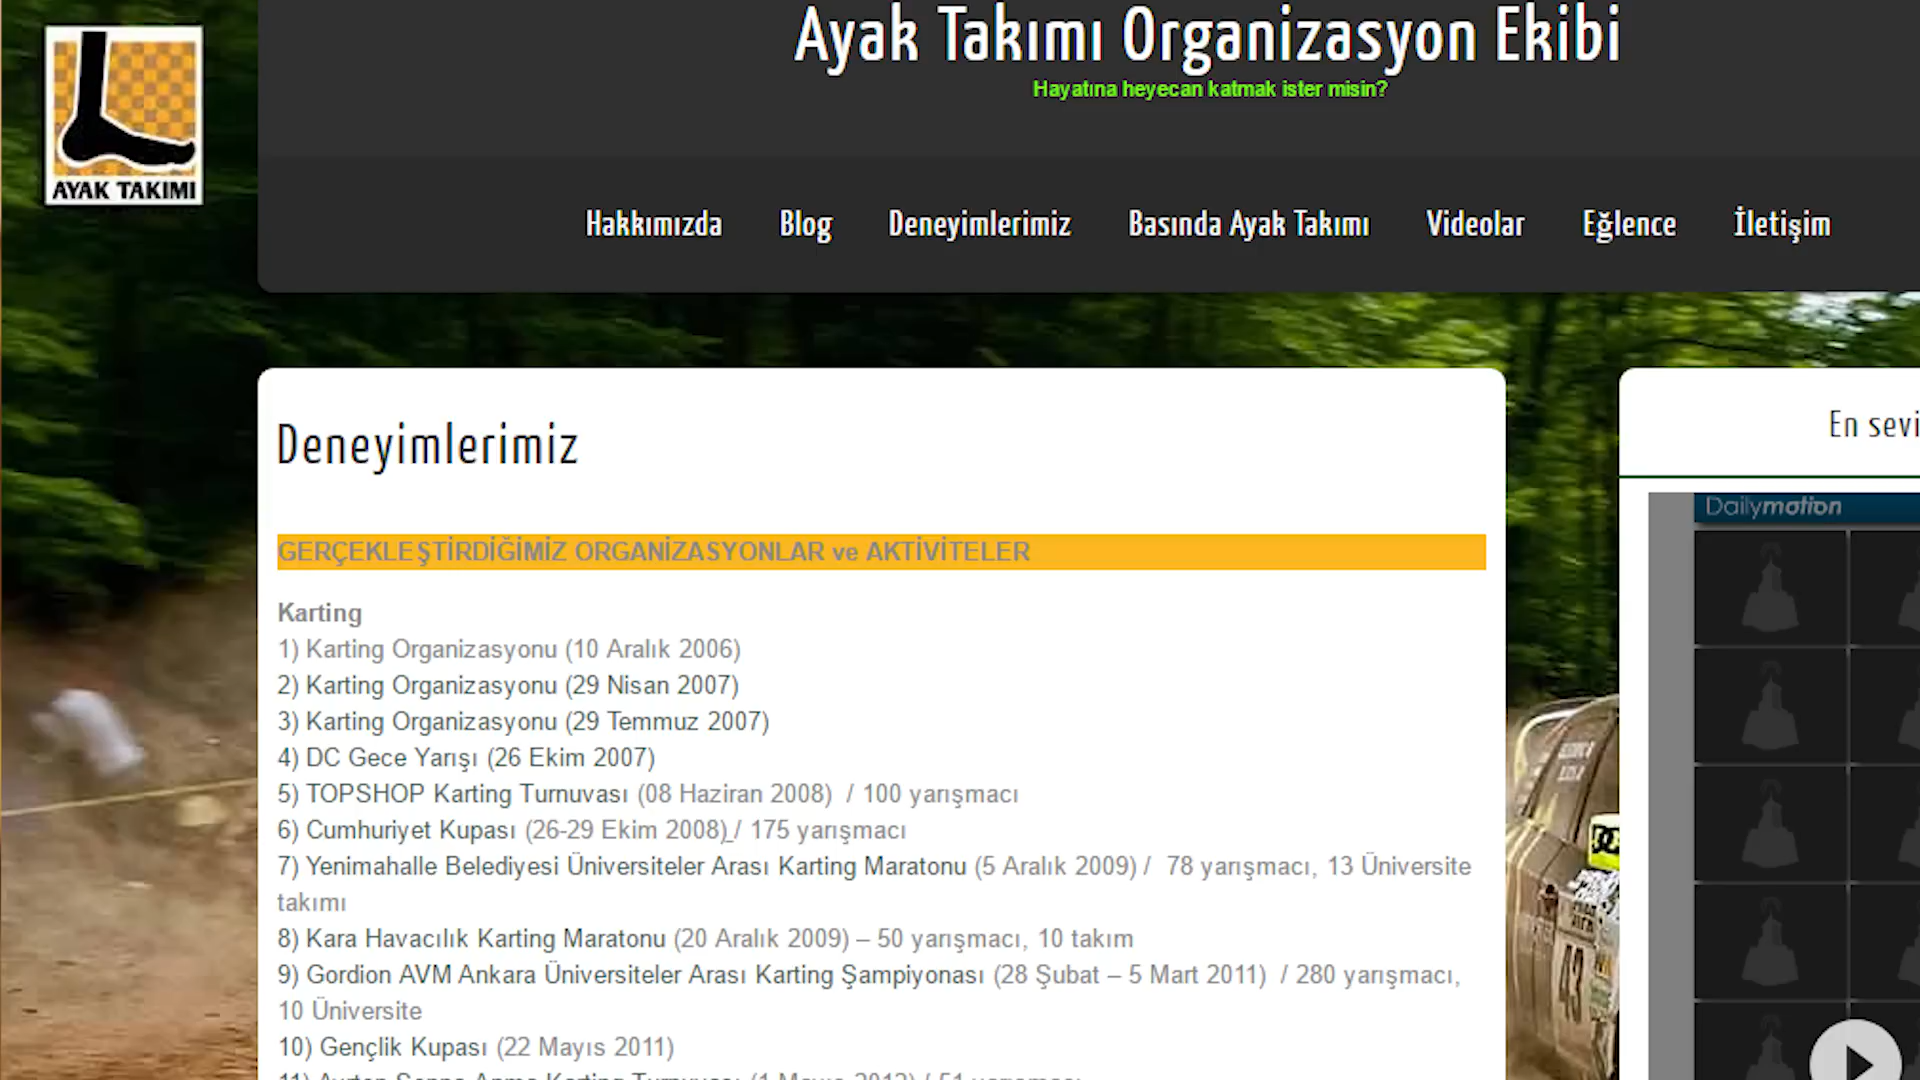 Ayak Takımı Organizasyon Ekibi
Hayatına heyecan katmak ister misin?
AYAK TAKIMI
Hakkımızda Blog Deneyimlerimiz Basında Ayak Takımı Videolar Eğlence İletişim
Deneyimlerimiz
En sevi
Dailymotion
GERÇEKLEŞTİRDİĞİMİZ ORGANİZASYONLAR ve AKTİVİTELER
Karting
1) Karting Organizasyonu (10 Aralık 2006)
2) Karting Organizasyonu (29 Nisan 2007)
3) Karting Organizasyonu (29 Temmuz 2007)
4) DC Gece Yarışı (26 Ekim 2007)
5) TOPSHOP Karting Turnuvası (08 Haziran 2008) / 100 yarışmacı
6) Cumhuriyet Kupası (26-29 Ekim 2008) / 175 yarışmacı
7) Yenimahalle Belediyesi Üniversiteler Arası Karting Maratonu (5 Aralık 2009) / 78 yarışmacı, 13 Üniversite
takımı
8) Kara Havacılık Karting Maratonu (20 Aralık 2009) – 50 yarışmacı, 10 takım
9) Gordion AVM Ankara Üniversiteler Arası Karting Şampiyonası (28 Şubat – 5 Mart 2011) / 280 yarışmacı,
10 Üniversite
10) Gençlik Kupası (22 Mayıs 2011)
43